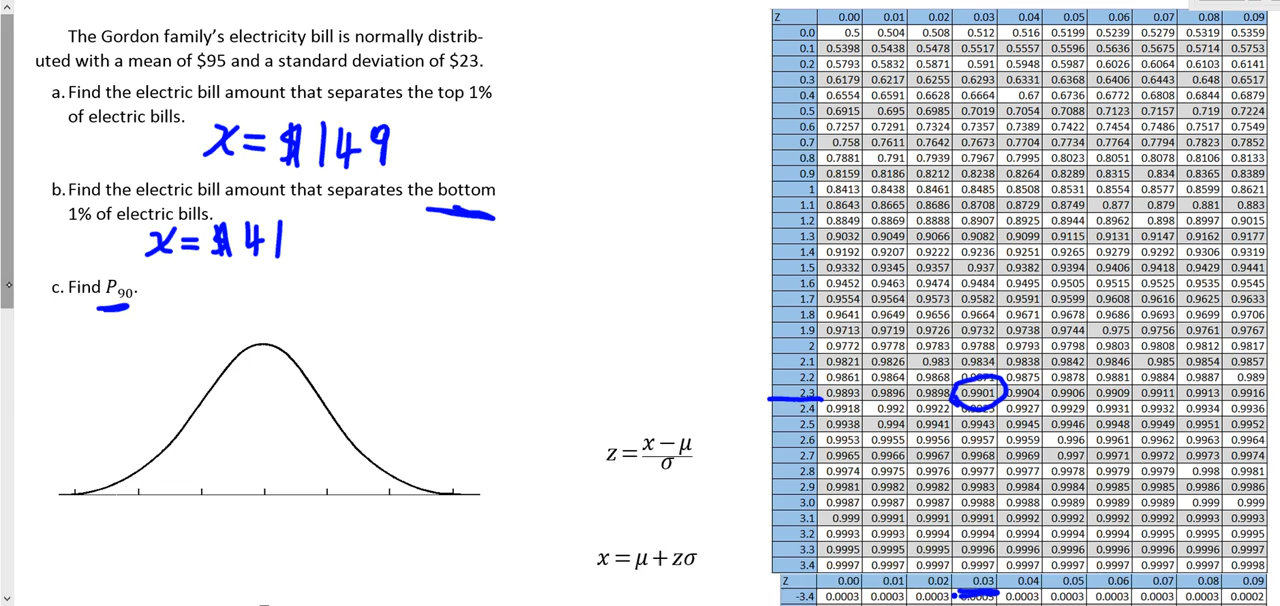 The Gordon family's electricity bill is normally distrib-
uted with a mean of $95 and a standard deviation of $23.
a. Find the electric bill amount that separates the top 1%
of electric bills.
x = $149
b. Find the electric bill amount that separates the bottom
1% of electric bills.
x = $41
c. Find P90.
z = x − μ / σ
x = μ + zσ
Z 0.00 0.01 0.02 0.03 0.04 0.05 0.06 0.07 0.08 0.09
0.0 0.5 0.504 0.508 0.512 0.516 0.5199 0.5239 0.5279 0.5319 0.5359
0.1 0.5398 0.5438 0.5478 0.5517 0.5557 0.5596 0.5636 0.5675 0.5714 0.5753
0.2 0.5793 0.5832 0.5871 0.591 0.5948 0.5987 0.6026 0.6064 0.6103 0.6141
0.3 0.6179 0.6217 0.6255 0.6293 0.6331 0.6368 0.6406 0.6443 0.648 0.6517
0.4 0.6554 0.6591 0.6628 0.6664 0.67 0.6736 0.6772 0.6808 0.6844 0.6879
0.5 0.6915 0.695 0.6985 0.7019 0.7054 0.7088 0.7123 0.7157 0.719 0.7224
0.6 0.7257 0.7291 0.7324 0.7357 0.7389 0.7422 0.7454 0.7486 0.7517 0.7549
0.7 0.758 0.7611 0.7642 0.7673 0.7704 0.7734 0.7764 0.7794 0.7823 0.7852
0.8 0.7881 0.791 0.7939 0.7967 0.7995 0.8023 0.8051 0.8078 0.8106 0.8133
0.9 0.8159 0.8186 0.8212 0.8238 0.8264 0.8289 0.8315 0.834 0.8365 0.8389
1 0.8413 0.8438 0.8461 0.8485 0.8508 0.8531 0.8554 0.8577 0.8599 0.8621
1.1 0.8643 0.8665 0.8686 0.8708 0.8729 0.8749 0.877 0.879 0.881 0.883
1.2 0.8849 0.8869 0.8888 0.8907 0.8925 0.8944 0.8962 0.898 0.8997 0.9015
1.3 0.9032 0.9049 0.9066 0.9082 0.9099 0.9115 0.9131 0.9147 0.9162 0.9177
1.4 0.9192 0.9207 0.9222 0.9236 0.9251 0.9265 0.9279 0.9292 0.9306 0.9319
1.5 0.9332 0.9345 0.9357 0.937 0.9382 0.9394 0.9406 0.9418 0.9429 0.9441
1.6 0.9452 0.9463 0.9474 0.9484 0.9495 0.9505 0.9515 0.9525 0.9535 0.9545
1.7 0.9554 0.9564 0.9573 0.9582 0.9591 0.9599 0.9608 0.9616 0.9625 0.9633
1.8 0.9641 0.9649 0.9656 0.9664 0.9671 0.9678 0.9686 0.9693 0.9699 0.9706
1.9 0.9713 0.9719 0.9726 0.9732 0.9738 0.9744 0.975 0.9756 0.9761 0.9767
2 0.9772 0.9778 0.9783 0.9788 0.9793 0.9798 0.9803 0.9808 0.9812 0.9817
2.1 0.9821 0.9826 0.983 0.9834 0.9838 0.9842 0.9846 0.985 0.9854 0.9857
2.2 0.9861 0.9864 0.9868 0.9875 0.9878 0.9881 0.9884 0.9887 0.989
2.3 0.9893 0.9896 0.9898 0.9901 0.9904 0.9906 0.9909 0.9911 0.9913 0.9916
2.4 0.9918 0.992 0.9922 0.9927 0.9929 0.9931 0.9932 0.9934 0.9936
2.5 0.9938 0.994 0.9941 0.9943 0.9945 0.9946 0.9948 0.9949 0.9951 0.9952
2.6 0.9953 0.9955 0.9956 0.9957 0.9959 0.996 0.9961 0.9962 0.9963 0.9964
2.7 0.9965 0.9966 0.9967 0.9968 0.9969 0.997 0.9971 0.9972 0.9973 0.9974
2.8 0.9974 0.9975 0.9976 0.9977 0.9977 0.9978 0.9979 0.9979 0.998 0.9981
2.9 0.9981 0.9982 0.9982 0.9983 0.9984 0.9984 0.9985 0.9985 0.9986 0.9986
3.0 0.9987 0.9987 0.9987 0.9988 0.9988 0.9989 0.9989 0.9989 0.999 0.999
3.1 0.999 0.9991 0.9991 0.9991 0.9992 0.9992 0.9992 0.9992 0.9993 0.9993
3.2 0.9993 0.9993 0.9994 0.9994 0.9994 0.9994 0.9994 0.9995 0.9995 0.9995
3.3 0.9995 0.9995 0.9995 0.9996 0.9996 0.9996 0.9996 0.9996 0.9996 0.9997
3.4 0.9997 0.9997 0.9997 0.9997 0.9997 0.9997 0.9997 0.9997 0.9997 0.9998
Z 0.00 0.01 0.02 0.03 0.04 0.05 0.06 0.07 0.08 0.09
-3.4 0.0003 0.0003 0.0003 0.0003 0.0003 0.0003 0.0003 0.0003 0.0002